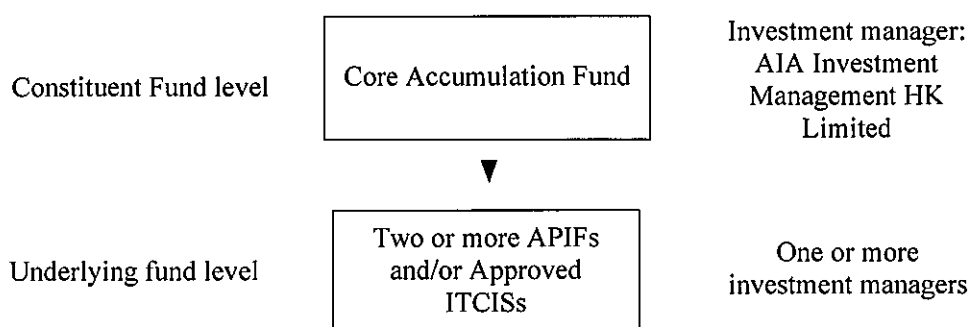 Constituent Fund level
Core Accumulation Fund
Investment manager:
AIA Investment
Management HK
Limited
Underlying fund level
Two or more APIFs
and/or Approved
ITCISs
One or more
investment managers